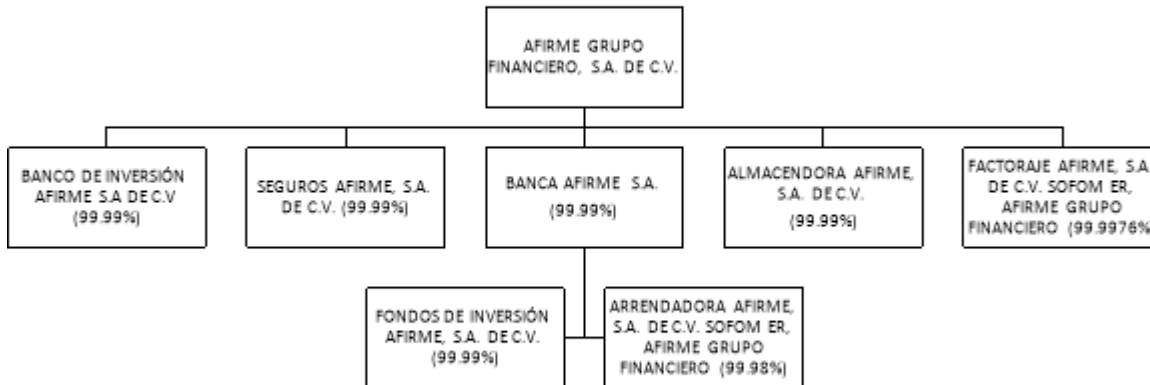 AFIRME GRUPO
FINANCIERO, S.A. DE C.V.
BANCO DE INVERSIÓN
AFIRME S.A DE C.V
(99.99%)
SEGUROS AFIRME, S.A.
DE C.V. (99.99%)
BANCA AFIRME S.A.
(99.99%)
ALMACENDORA AFIRME,
S.A. DE C.V.
(99.99%)
FACTORAJE AFIRME, S.A.
DE C.V. SOFOM ER,
AFIRME GRUPO
FINANCIERO (99.9976%
FONDOS DE INVERSIÓN
AFIRME, S.A. DE C.V.
(99.99%)
ARRENDADORA AFIRME,
S.A. DE C.V. SOFOM ER,
AFIRME GRUPO
FINANCIERO (99.98%)